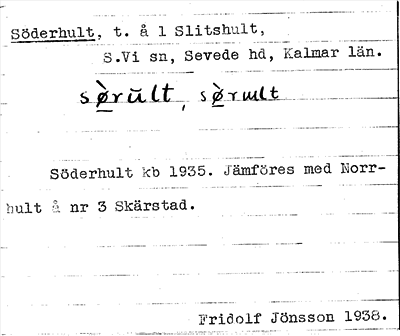 Söderhult, t. å 1 Slitshult,
S.Vi sn, Sevede hd, Kalmar län.
sø̀rūlt, sø̀rɯlt
Söderhult kb 1935. Jämföres med Norr-
hult å nr 3 Skärstad.
Fridolf Jönsson 1938.